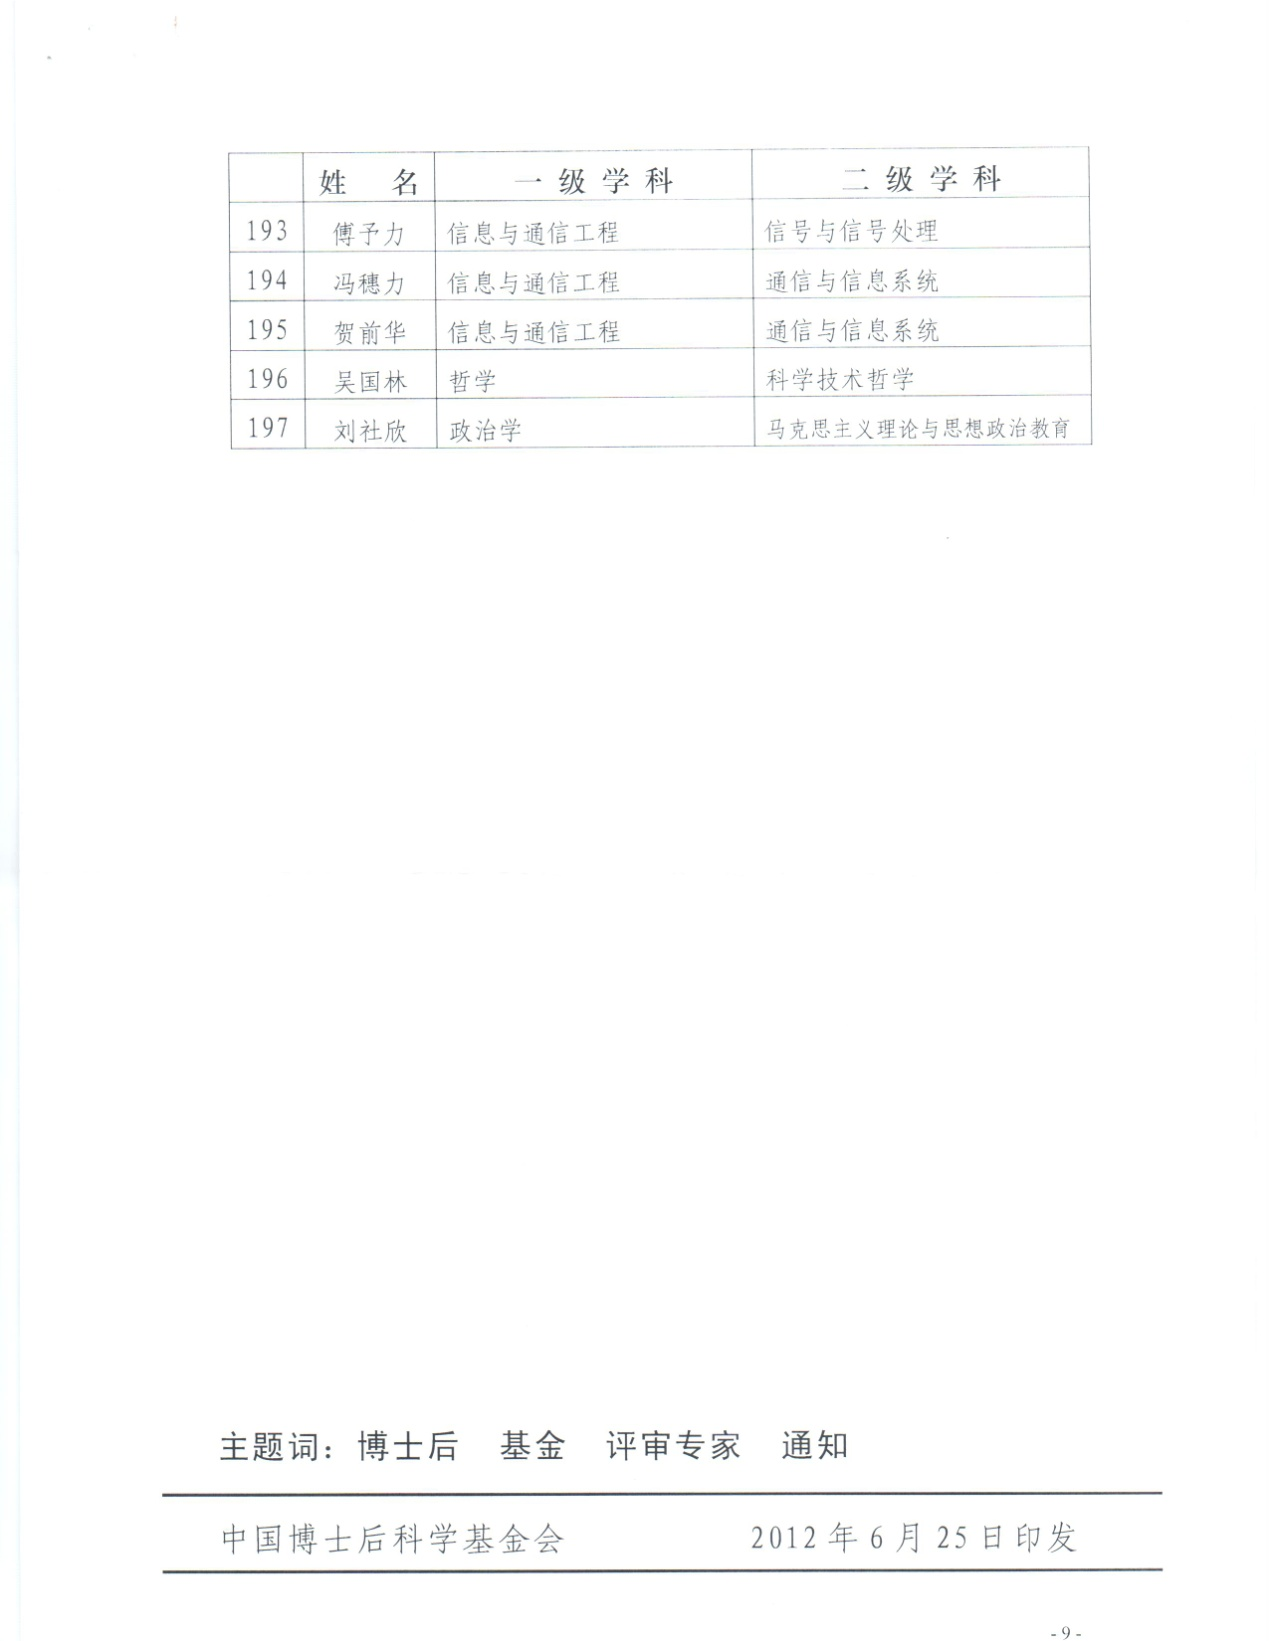 姓 名 一级学科 二级学科
193 傅予力 信息与通信工程 信号与信号处理
194 冯穗力 信息与通信工程 通信与信息系统
195 贺前华 信息与通信工程 通信与信息系统
196 吴国林 哲学 科学技术哲学
197 刘社欣 政治学 马克思主义理论与思想政治教育
主题词：博士后 基金 评审专家 通知
中国博士后科学基金会 2012年6月25日印发
-9-